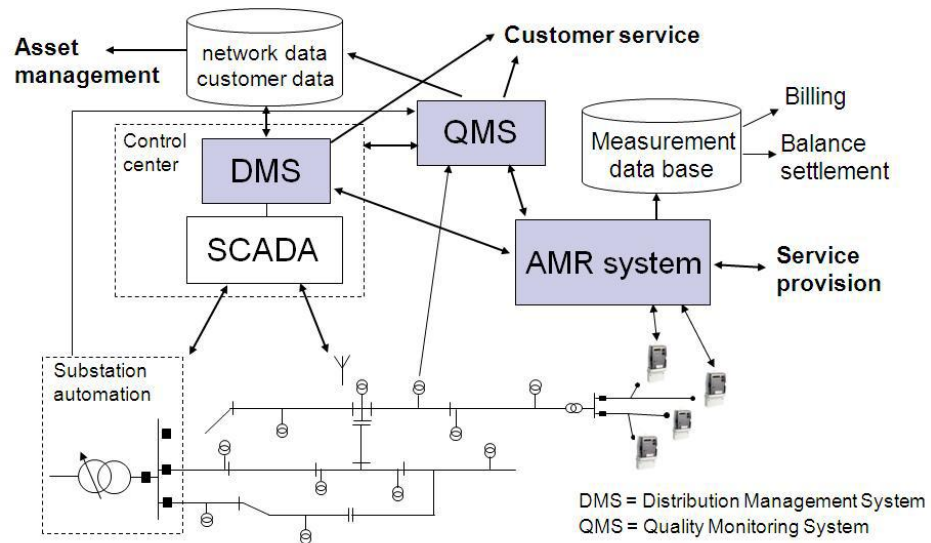 Asset
management
network data
customer data
Customer service
Control
center
DMS
SCADA
QMS
Measurement
data base
Billing
Balance
settlement
AMR system
Service
provision
Substation
automation
DMS = Distribution Management System
QMS = Quality Monitoring System